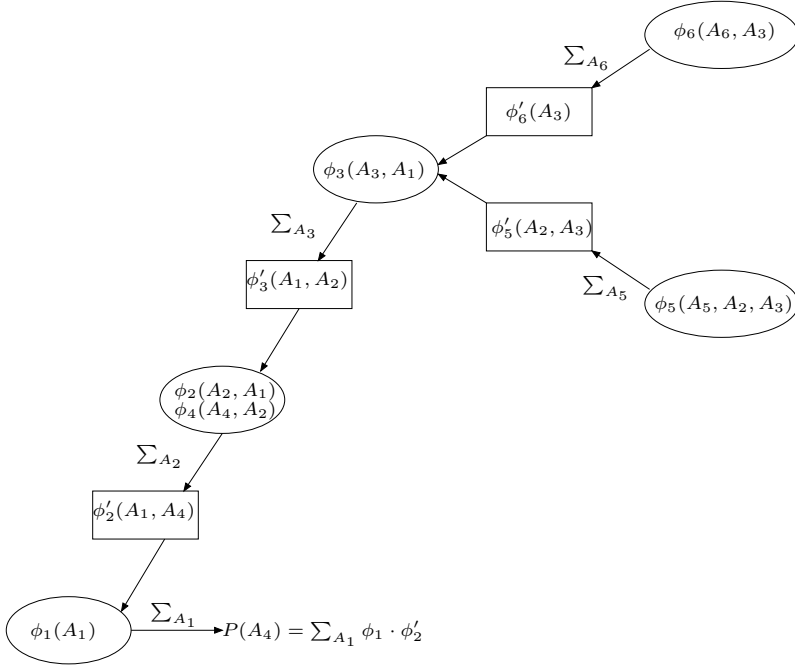 ϕ₆(A₆, A₃)
∑_{A₆}
ϕ′₆(A₃)
ϕ₃(A₃, A₁)
∑_{A₃}
ϕ′₅(A₂, A₃)
ϕ′₃(A₁, A₂)
∑_{A₅}
ϕ₅(A₅, A₂, A₃)
ϕ₂(A₂, A₁)
ϕ₄(A₄, A₂)
∑_{A₂}
ϕ′₂(A₁, A₄)
ϕ₁(A₁)
∑_{A₁}
P(A₄) = ∑_{A₁} ϕ₁ · ϕ′₂